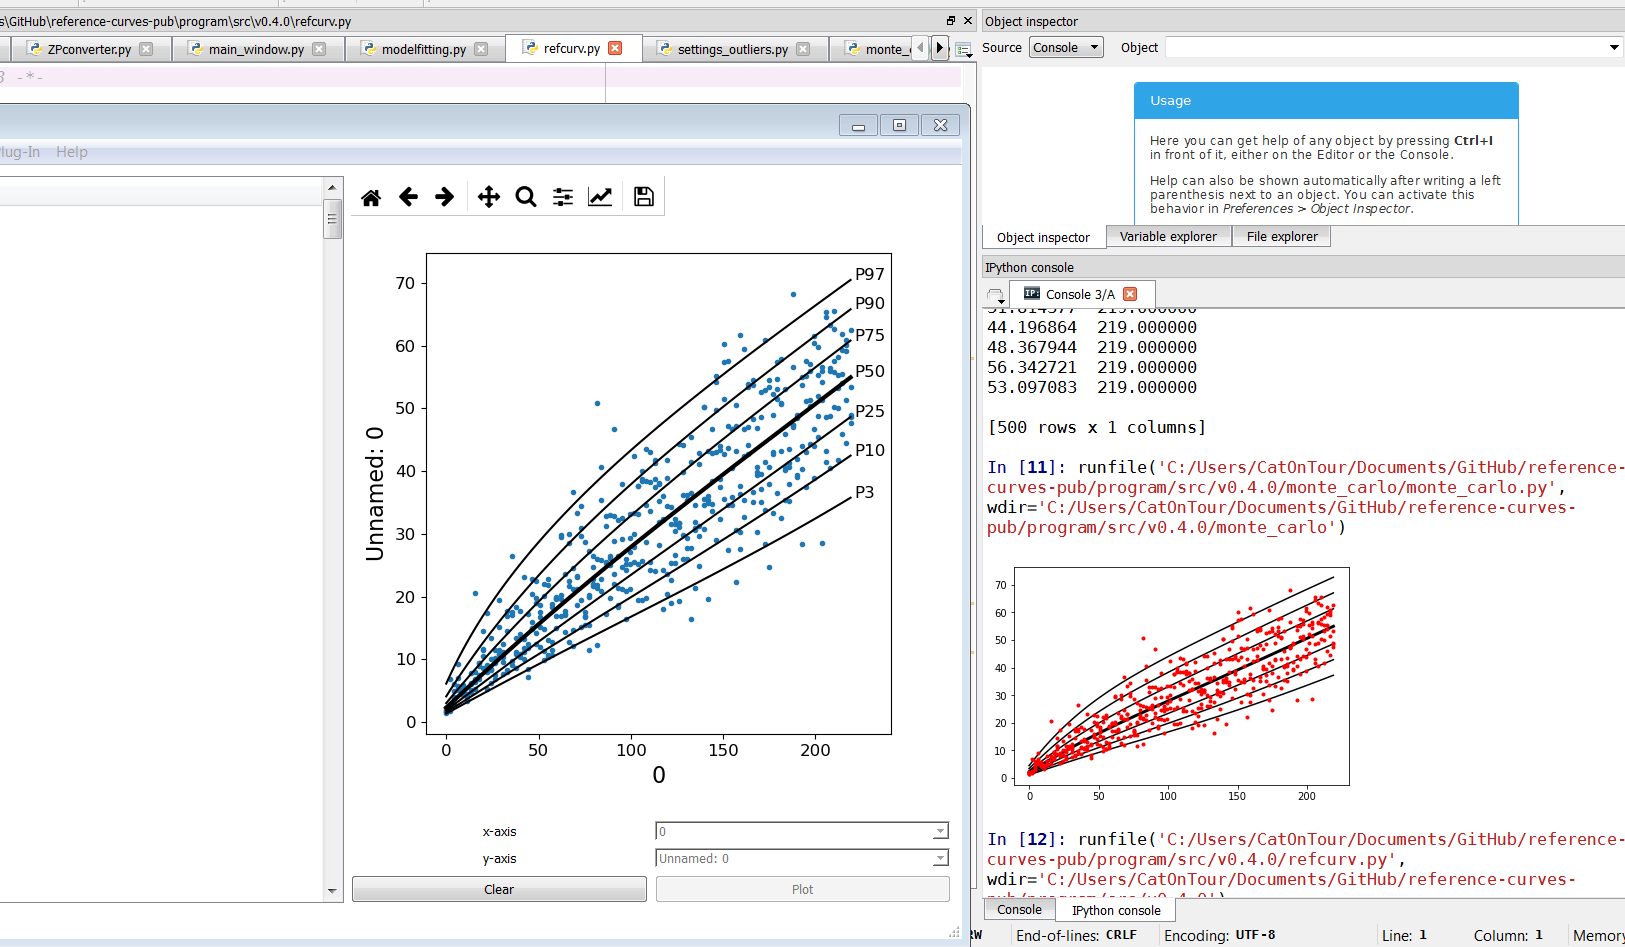 s\GitHub\reference-curves-pub\program\src\v0.4.0\refcurv.py
ZPconverter.py
main_window.py
modelfitting.py
refcurv.py
settings_outliers.py
monte_
-*-
lug-In Help
70
60
50
40
30
20
10
0
0 50 100 150 200
P97
P90
P75
P50
P25
P10
P3
Unnamed: 0
0
x-axis
0
y-axis
Unnamed: 0
Clear
Plot
Object inspector
Source Console Object
Usage
Here you can get help of any object by pressing Ctrl+I
in front of it, either on the Editor or the Console.
Help can also be shown automatically after writing a left
parenthesis next to an object. You can activate this
behavior in Preferences > Object Inspector.
Object inspector Variable explorer File explorer
IPython console
IP: Console 3/A
51.814577 219.000000
44.196864 219.000000
48.367944 219.000000
56.342721 219.000000
53.097083 219.000000
[500 rows x 1 columns]
In [11]: runfile('C:/Users/CatOnTour/Documents/GitHub/reference-
curves-pub/program/src/v0.4.0/monte_carlo/monte_carlo.py',
wdir='C:/Users/CatOnTour/Documents/GitHub/reference-curves-
pub/program/src/v0.4.0/monte_carlo')
70
60
50
40
30
20
10
0
0 50 100 150 200
In [12]: runfile('C:/Users/CatOnTour/Documents/GitHub/reference-
curves-pub/program/src/v0.4.0/refcurv.py',
wdir='C:/Users/CatOnTour/Documents/GitHub/reference-curves-
pub/program/src/v0.4.0')
Console IPython console
RW End-of-lines: CRLF Encoding: UTF-8 Line: 1 Column: 1 Memory